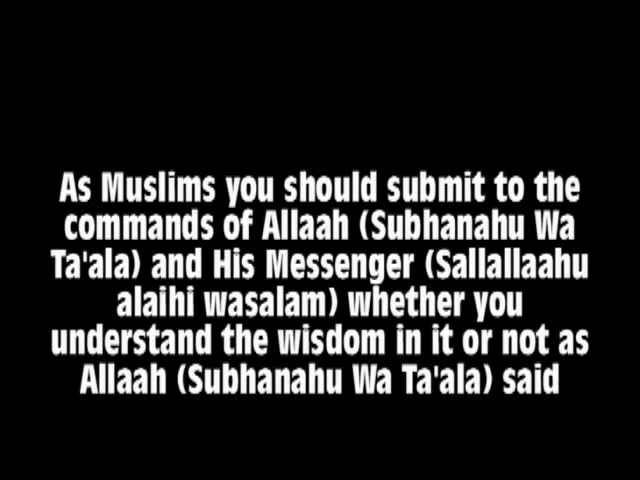 As Muslims you should submit to the
commands of Allaah (Subhanahu Wa
Ta'ala) and His Messenger (Sallallaahu
alaihi wasalam) whether you
understand the wisdom in it or not as
Allaah (Subhanahu Wa Ta'ala) said